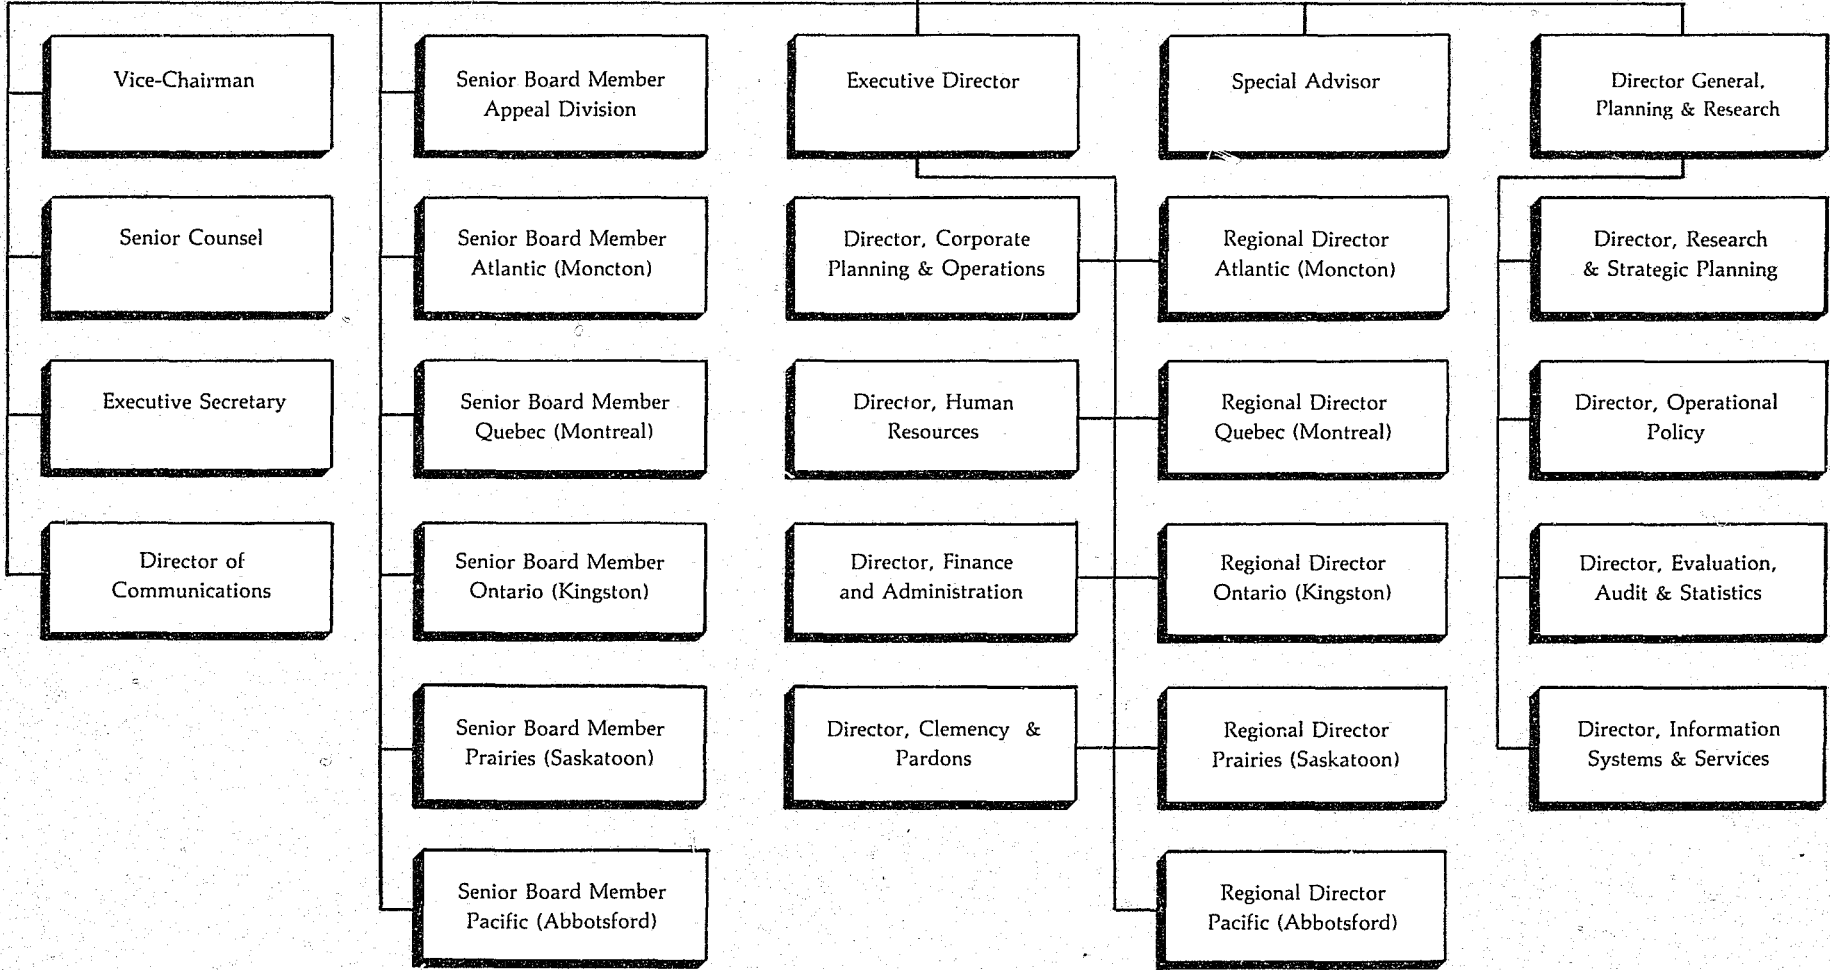 Vice-Chairman
Senior Counsel
Executive Secretary
Director of
Communications
Senior Board Member
Appeal Division
Senior Board Member
Atlantic (Moncton)
Senior Board Member
Quebec (Montreal)
Senior Board Member
Ontario (Kingston)
Senior Board Member
Prairies (Saskatoon)
Senior Board Member
Pacific (Abbotsford)
Executive Director
Director, Corporate
Planning & Operations
Director, Human
Resources
Director, Finance
and Administration
Director, Clemency &
Pardons
Special Advisor
Regional Director
Atlantic (Moncton)
Regional Director
Quebec (Montreal)
Regional Director
Ontario (Kingston)
Regional Director
Prairies (Saskatoon)
Regional Director
Pacific (Abbotsford)
Director General,
Planning & Research
Director, Research
& Strategic Planning
Director, Operational
Policy
Director, Evaluation,
Audit & Statistics
Director, Information
Systems & Services